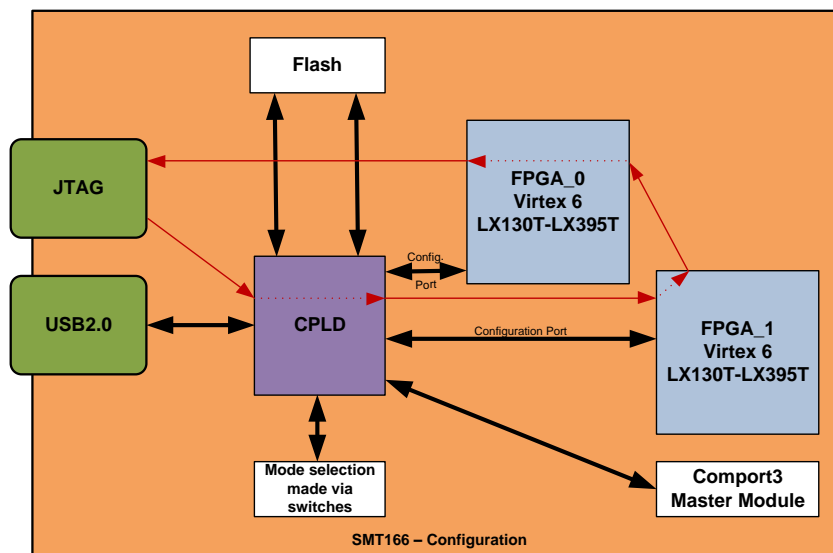 Flash
JTAG
FPGA_0
Virtex 6
LX130T-LX395T
Config.
Port
USB2.0
CPLD
Configuration Port
FPGA_1
Virtex 6
LX130T-LX395T
Mode selection
made via
switches
Comport3
Master Module
SMT166 – Configuration